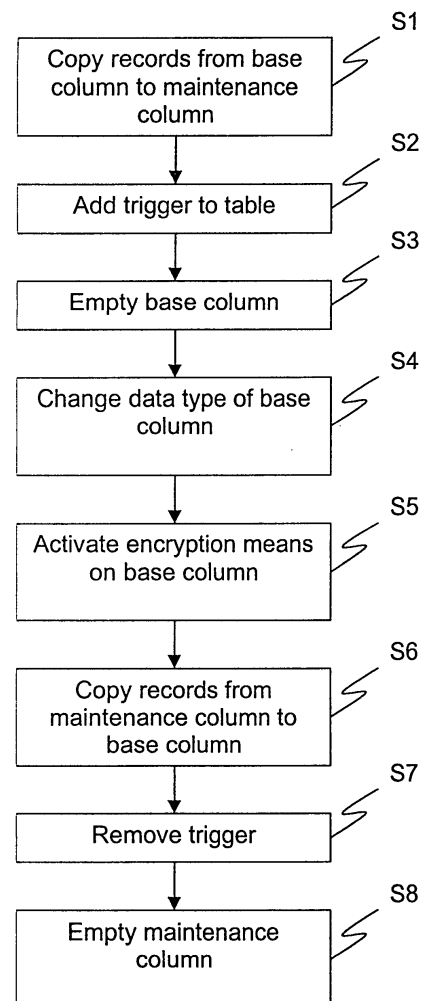 S1
Copy records from base
column to maintenance
column
S2
Add trigger to table
S3
Empty base column
S4
Change data type of base
column
S5
Activate encryption means
on base column
S6
Copy records from
maintenance column to
base column
S7
Remove trigger
S8
Empty maintenance
column